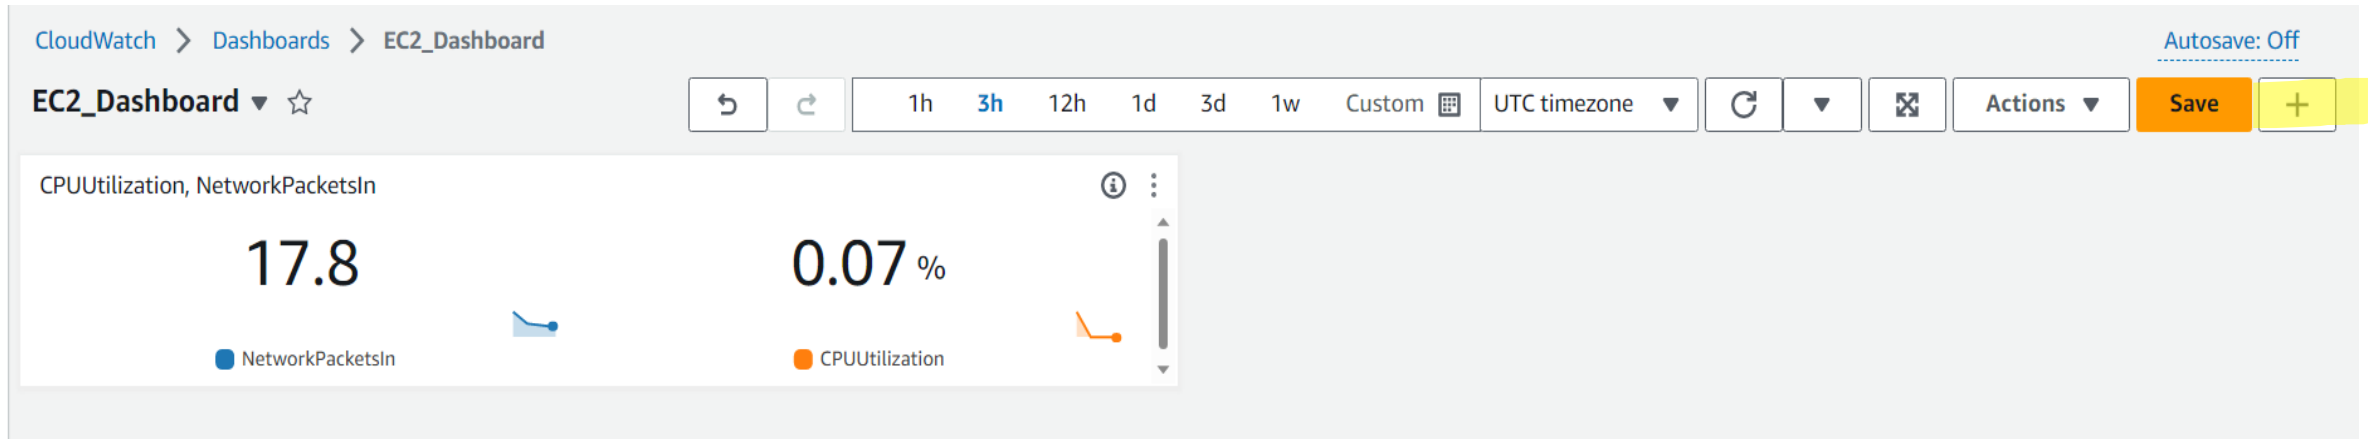 CloudWatch > Dashboards > EC2_Dashboard
Autosave: Off
EC2_Dashboard
1h 3h 12h 1d 3d 1w Custom UTC timezone Actions Save +
CPUUtilization, NetworkPacketsIn
17.8 0.07 %
NetworkPacketsIn CPUUtilization